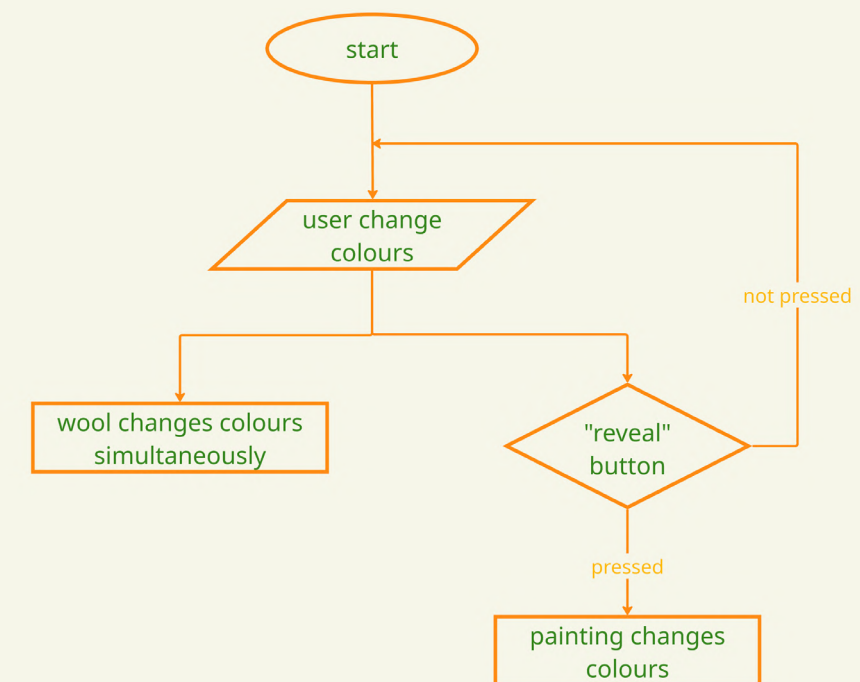 start
user change
colours
not pressed
wool changes colours
simultaneously
"reveal"
button
pressed
painting changes
colours